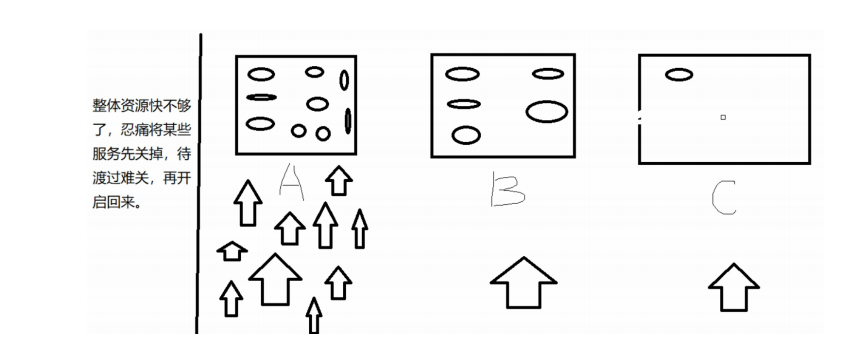 整体资源快不够
了，忍痛将某些
服务先关掉，待
渡过难关，再开
启回来。
A
B
C